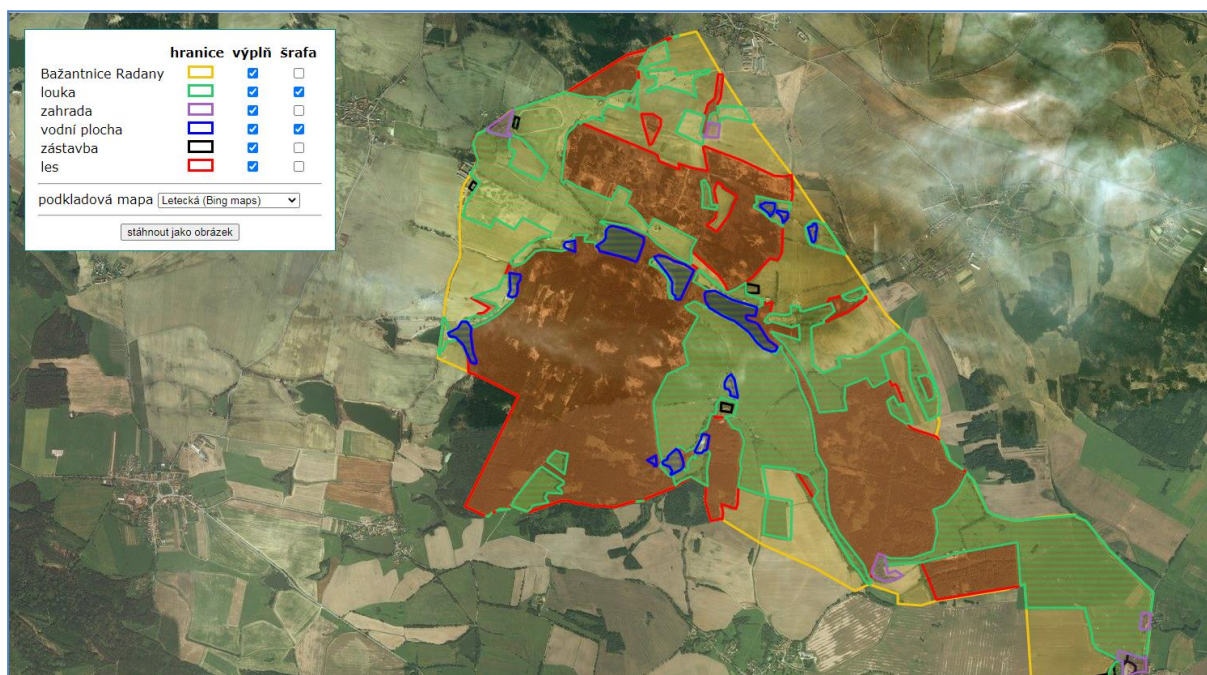 hranice výplň šrafa
Bažantnice Radany
louka
zahrada
vodní plocha
zástavba
les
podkladová mapa Letecká (Bing maps)
stáhnout jako obrázek